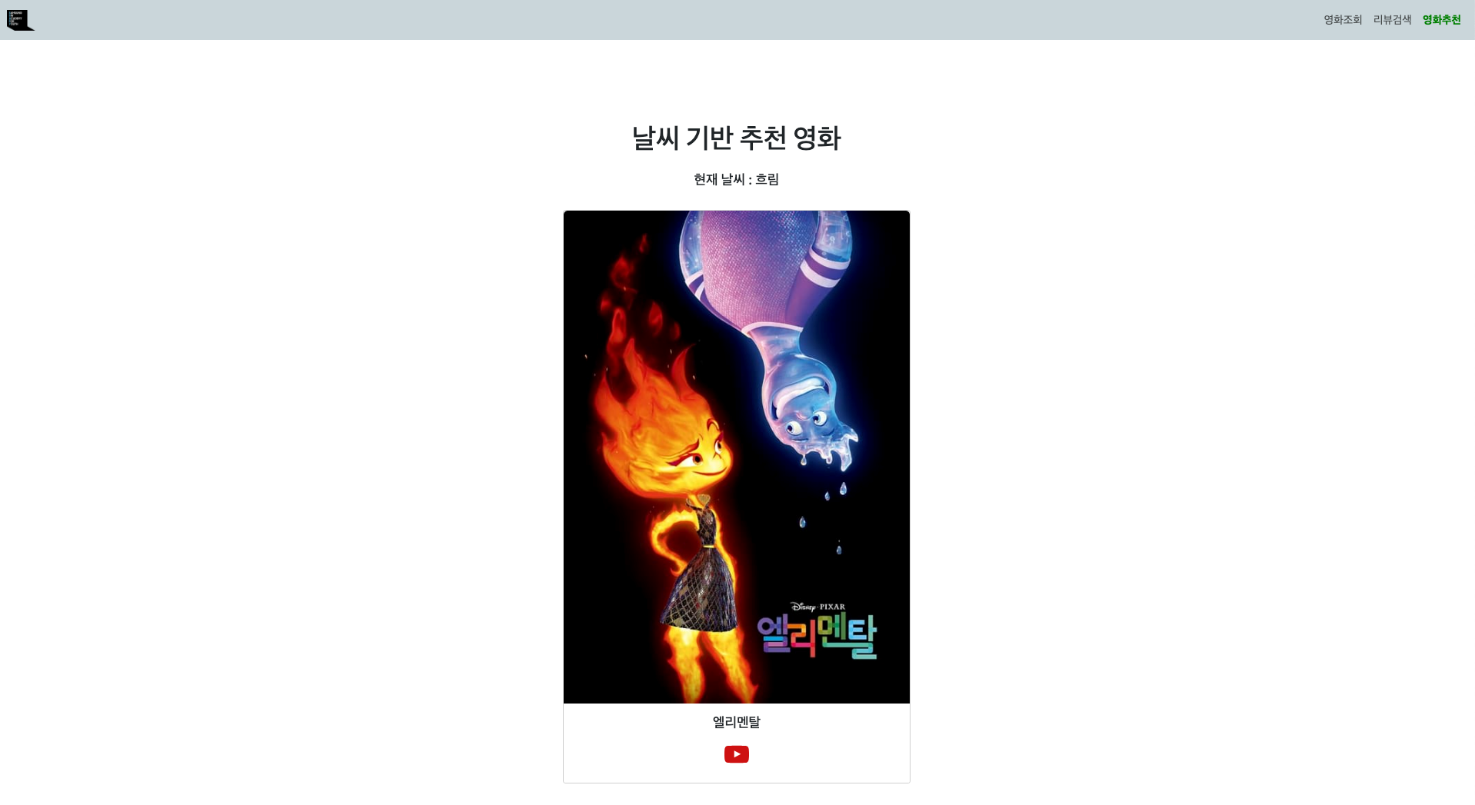 영화조회 리뷰검색 영화추천
날씨 기반 추천 영화
현재 날씨 : 흐림
Disney · PIXAR
엘리멘탈
엘리멘탈